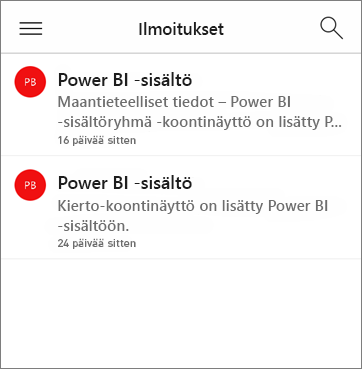 Ilmoitukset
PB
Power BI -sisältö
Maantieteelliset tiedot – Power BI
-sisältöryhmä -koontinäyttö on lisätty P...
16 päivää sitten
PB
Power BI -sisältö
Kierto-koontinäyttö on lisätty Power BI
-sisältöön.
24 päivää sitten